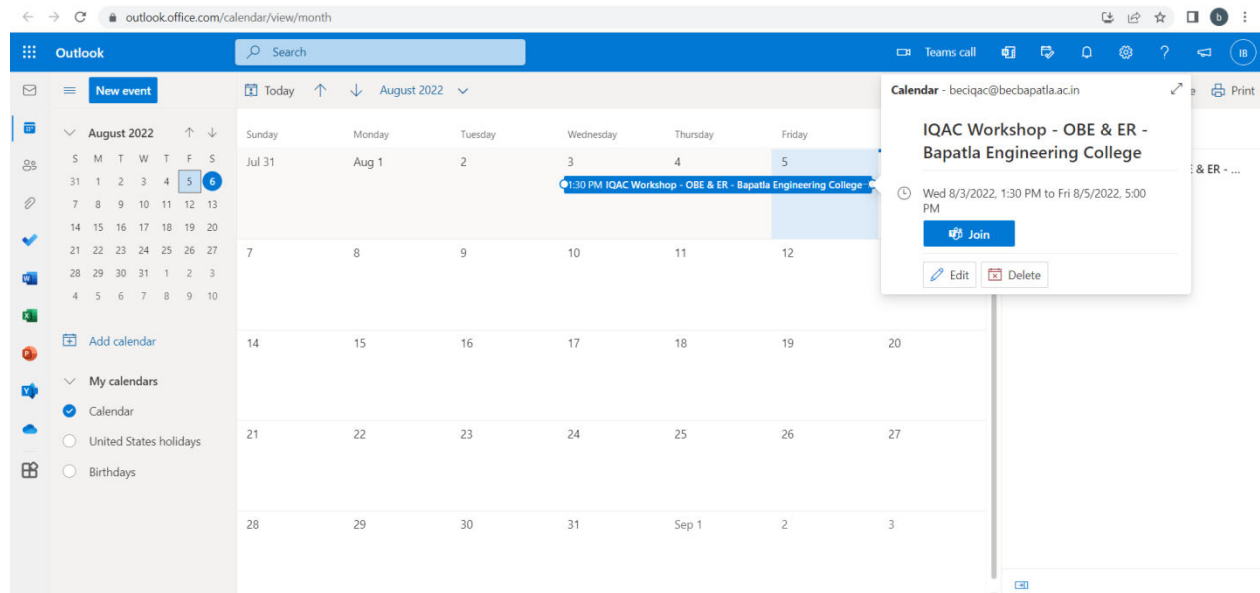 outlook.office.com/calendar/view/month
b
Outlook
Search
Teams call
IB
New event
Today
August 2022
Print
August 2022
S M T W T F S
31 1 2 3 4 5 6
7 8 9 10 11 12 13
14 15 16 17 18 19 20
21 22 23 24 25 26 27
28 29 30 31 1 2 3
4 5 6 7 8 9 10
Add calendar
My calendars
Calendar
United States holidays
Birthdays
Sunday Monday Tuesday Wednesday Thursday Friday
Jul 31 Aug 1 2 3 4 5
1:30 PM IQAC Workshop - OBE & ER - Bapatla Engineering College
7 8 9 10 11 12
14 15 16 17 18 19 20
21 22 23 24 25 26 27
28 29 30 31 Sep 1 2 3
Calendar - beciqac@becbapatla.ac.in
IQAC Workshop - OBE & ER -
Bapatla Engineering College
Wed 8/3/2022, 1:30 PM to Fri 8/5/2022, 5:00
PM
Join
Edit Delete
& ER - ...